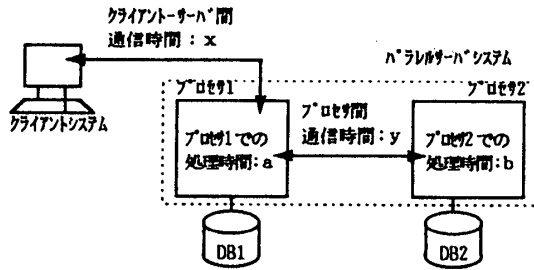 クライアントーサーバ間
通信時間：x
パラレルサーバシステム
プロセサ1
プロセサ2
クライアントシステム
プロセサ1での
処理時間：a
プロセサ間
通信時間：y
プロセサ2での
処理時間：b
DB1
DB2